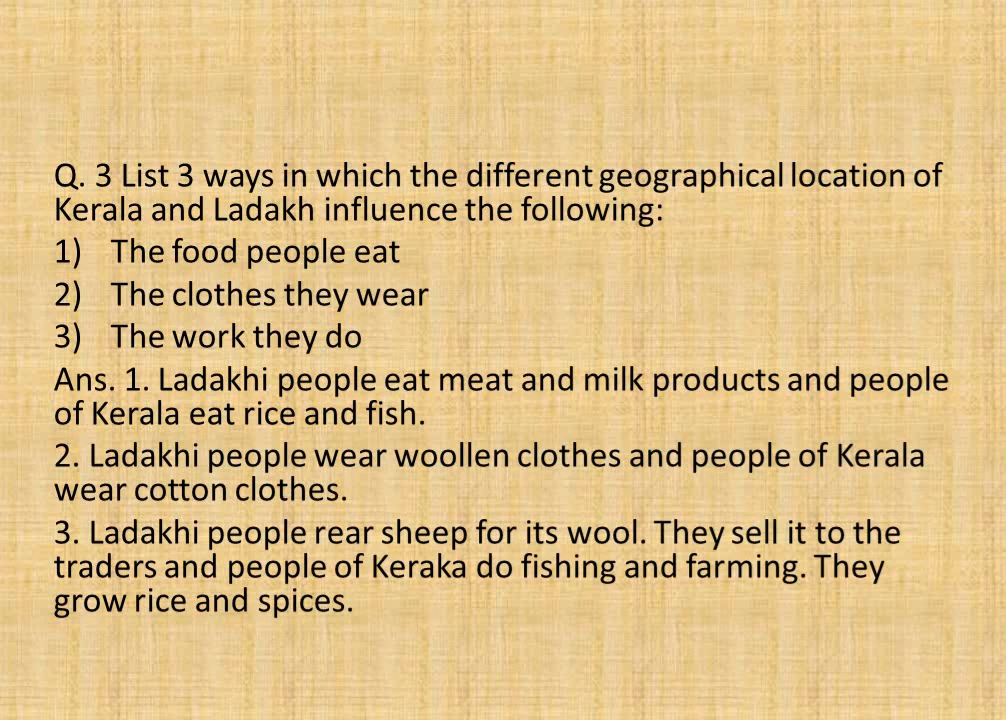 Q. 3 List 3 ways in which the different geographical location of
Kerala and Ladakh influence the following:
1) The food people eat
2) The clothes they wear
3) The work they do
Ans. 1. Ladakhi people eat meat and milk products and people
of Kerala eat rice and fish.
2. Ladakhi people wear woollen clothes and people of Kerala
wear cotton clothes.
3. Ladakhi people rear sheep for its wool. They sell it to the
traders and people of Keraka do fishing and farming. They
grow rice and spices.